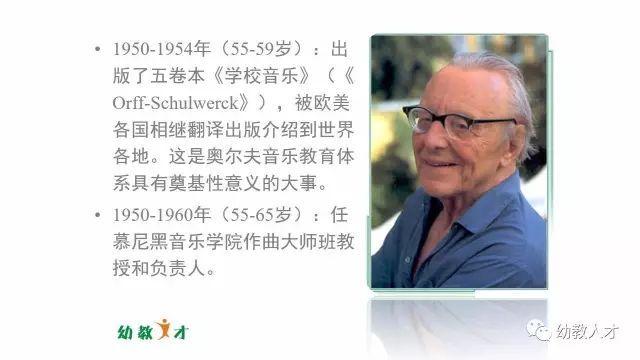 • 1950-1954年（55-59岁）：出
版了五卷本《学校音乐》（《
Orff-Schulwerck》），被欧美
各国相继翻译出版介绍到世界
各地。这是奥尔夫音乐教育体
系具有奠基性意义的大事。
• 1950-1960年（55-65岁）：任
慕尼黑音乐学院作曲大师班教
授和负责人。
幼教人才
幼教人才